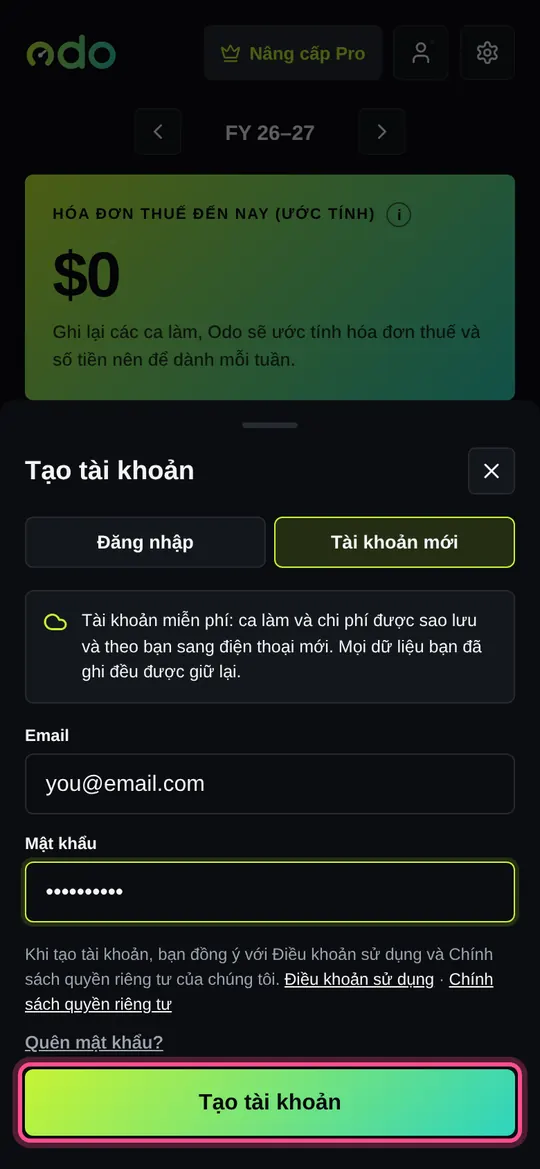 odo
Nâng cấp Pro
FY 26–27
HÓA ĐƠN THUẾ ĐẾN NAY (ƯỚC TÍNH)
$0
Ghi lại các ca làm, Odo sẽ ước tính hóa đơn thuế và
số tiền nên để dành mỗi tuần.
Tạo tài khoản
Đăng nhập
Tài khoản mới
Tài khoản miễn phí: ca làm và chi phí được sao lưu
và theo bạn sang điện thoại mới. Mọi dữ liệu bạn đã
ghi đều được giữ lại.
Email
you@email.com
Mật khẩu
••••••••••
Khi tạo tài khoản, bạn đồng ý với Điều khoản sử dụng và Chính
sách quyền riêng tư của chúng tôi. Điều khoản sử dụng · Chính
sách quyền riêng tư
Quên mật khẩu?
Tạo tài khoản